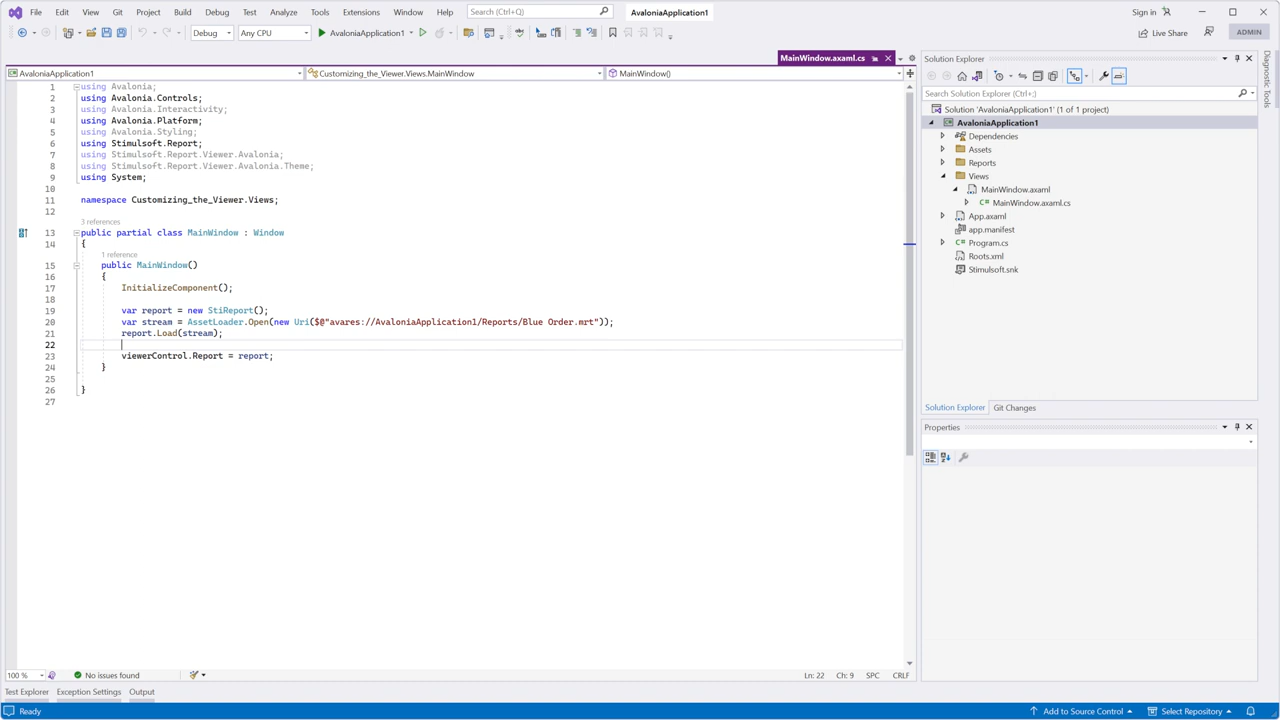 File Edit View Git Project Build Debug Test Analyze Tools Extensions Window Help Search (Ctrl+Q) AvaloniaApplication1 Sign in
Debug Any CPU AvaloniaApplication1 Live Share ADMIN
MainWindow.axaml.cs
AvaloniaApplication1 Customizing_the_Viewer.Views.MainWindow MainWindow()
1 using Avalonia;
2 using Avalonia.Controls;
3 using Avalonia.Interactivity;
4 using Avalonia.Platform;
5 using Avalonia.Styling;
6 using Stimulsoft.Report;
7 using Stimulsoft.Report.Viewer.Avalonia;
8 using Stimulsoft.Report.Viewer.Avalonia.Theme;
9 using System;
10
11 namespace Customizing_the_Viewer.Views;
12
3 references
13 public partial class MainWindow : Window
14 {
1 reference
15 public MainWindow()
16 {
17 InitializeComponent();
18
19 var report = new StiReport();
20 var stream = AssetLoader.Open(new Uri($@"avares://AvaloniaApplication1/Reports/Blue Order.mrt"));
21 report.Load(stream);
22
23 viewerControl.Report = report;
24 }
25
26 }
27
100 % No issues found Ln: 22 Ch: 9 SPC CRLF
Test Explorer Exception Settings Output
Ready Add to Source Control Select Repository
Solution Explorer
Search Solution Explorer (Ctrl+;)
Solution 'AvaloniaApplication1' (1 of 1 project)
AvaloniaApplication1
Dependencies
Assets
Reports
Views
MainWindow.axaml
C# MainWindow.axaml.cs
App.axaml
app.manifest
C# Program.cs
Roots.xml
Stimulsoft.snk
Solution Explorer Git Changes
Properties
Diagnostic Tools